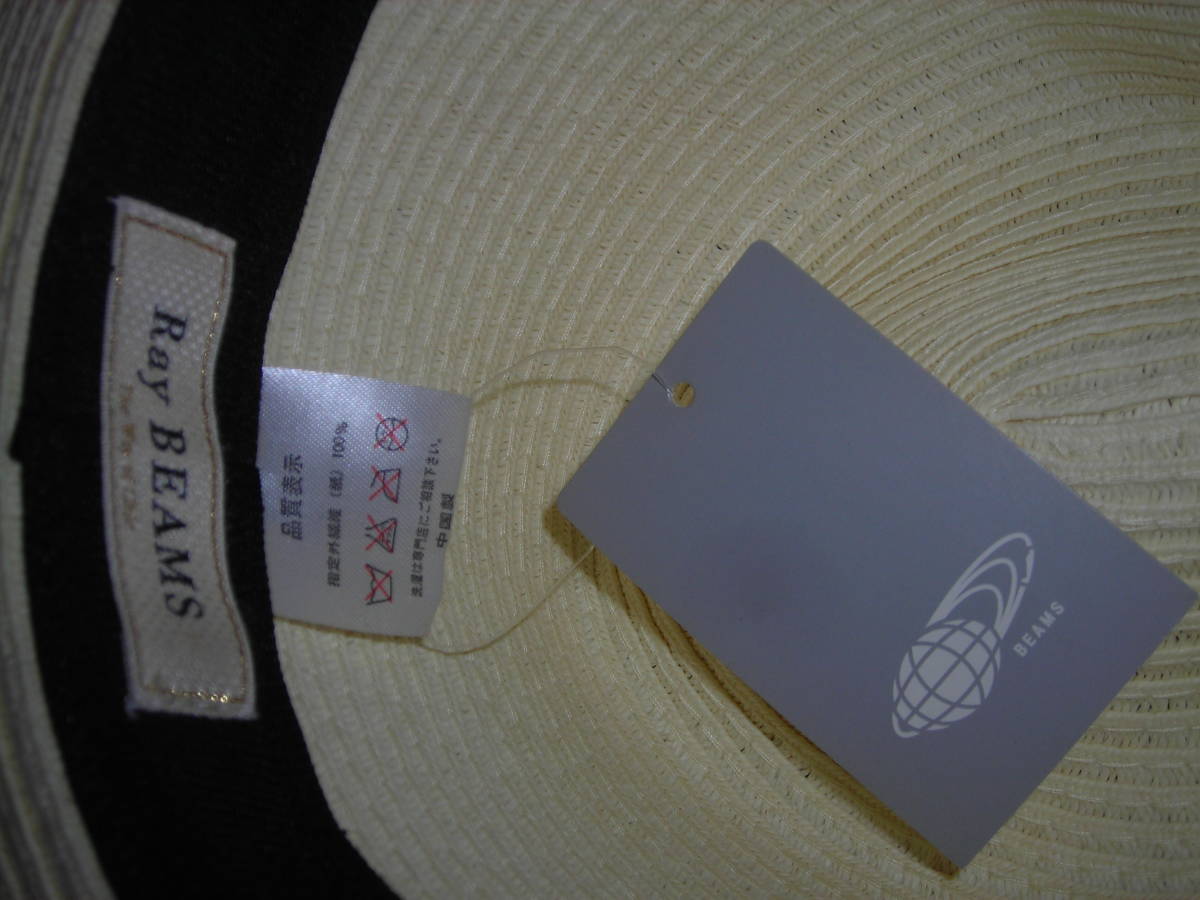 Ray BEAMS
品質表示
指定外繊維（紙）100％
洗濯は専門店にご相談下さい。
中国製
BEAMS